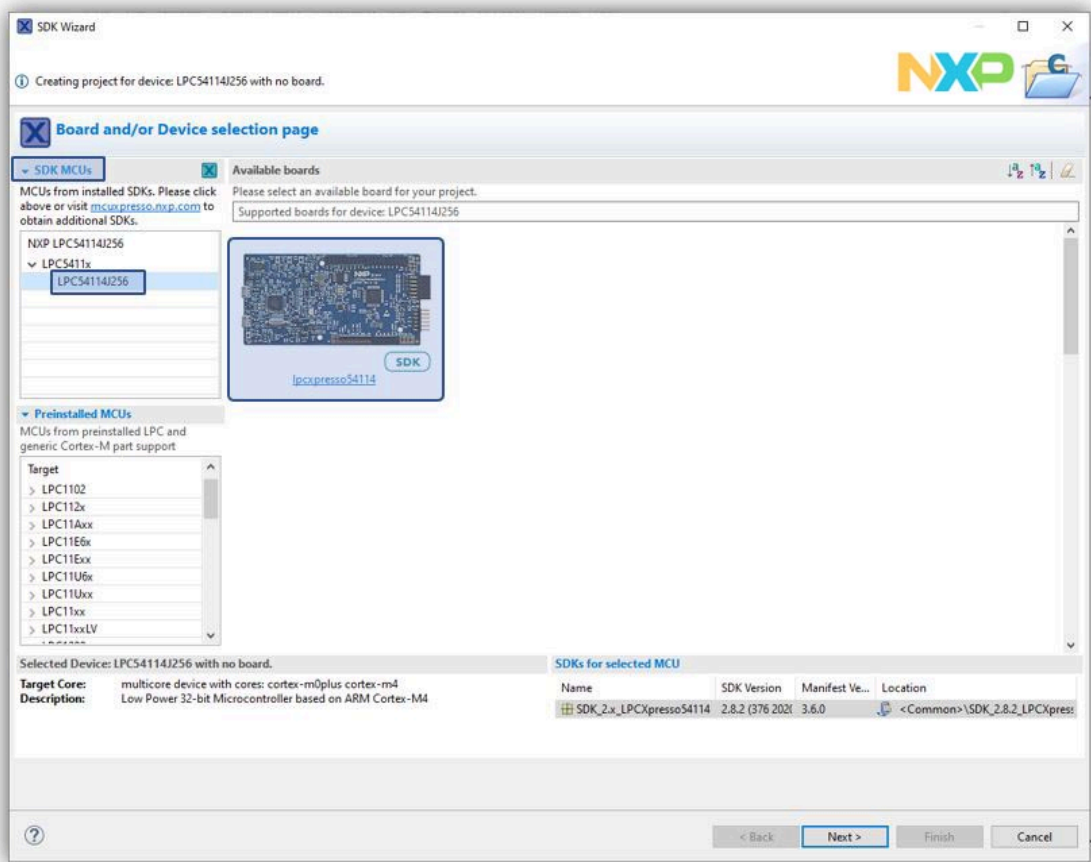 SDK Wizard
Creating project for device: LPC54114J256 with no board.
NXP
C
Board and/or Device selection page
SDK MCUs
MCUs from installed SDKs. Please click
above or visit mcuxpresso.nxp.com to
obtain additional SDKs.
NXP LPC54114J256
LPC5411x
LPC54114J256
Available boards
Please select an available board for your project.
Supported boards for device: LPC54114J256
NXP
SDK
lpcxpresso54114
Preinstalled MCUs
MCUs from preinstalled LPC and
generic Cortex-M part support
Target
LPC1102
LPC112x
LPC11Axx
LPC11E6x
LPC11Exx
LPC11U6x
LPC11Uxx
LPC11xx
LPC11xxLV
Selected Device: LPC54114J256 with no board.
Target Core: multicore device with cores: cortex-m0plus cortex-m4
Description: Low Power 32-bit Microcontroller based on ARM Cortex-M4
SDKs for selected MCU
Name SDK Version Manifest Ve... Location
SDK_2.x_LPCXpresso54114 2.8.2 (376 202 3.6.0 <Common>\SDK_2.8.2_LPCXpres
< Back Next > Finish Cancel